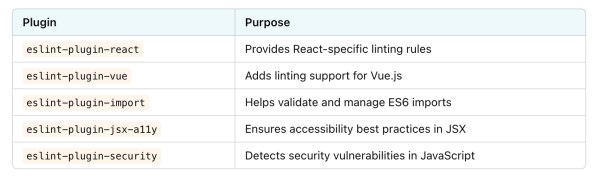 Plugin Purpose
eslint-plugin-react Provides React-specific linting rules
eslint-plugin-vue Adds linting support for Vue.js
eslint-plugin-import Helps validate and manage ES6 imports
eslint-plugin-jsx-a11y Ensures accessibility best practices in JSX
eslint-plugin-security Detects security vulnerabilities in JavaScript